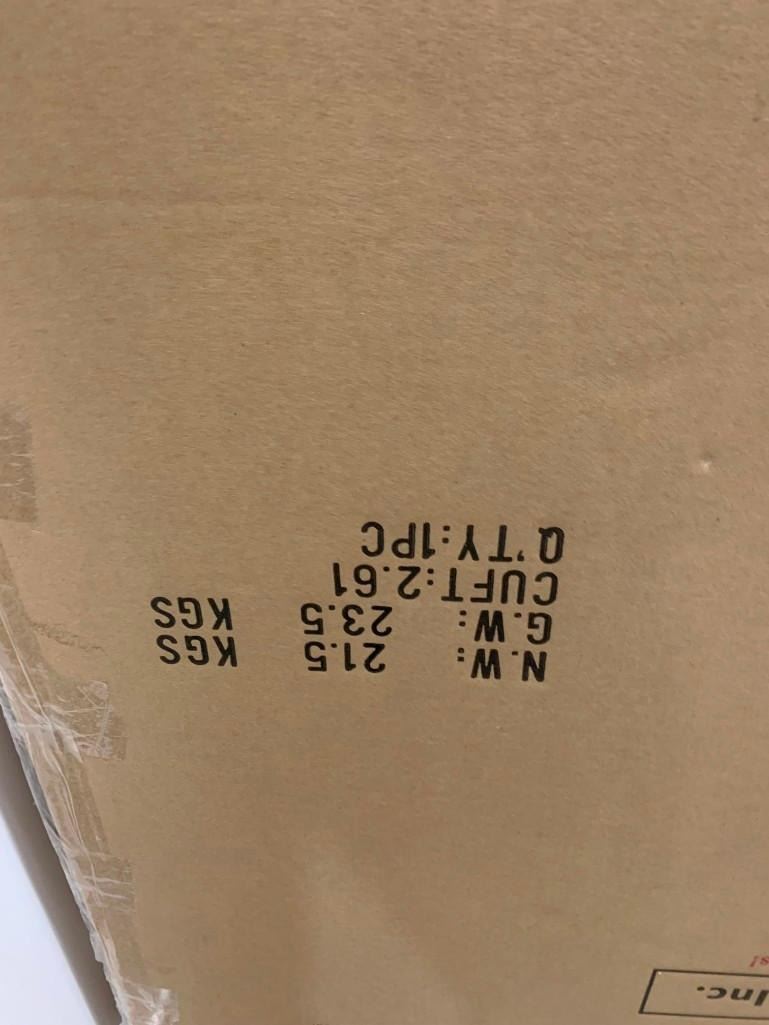 N.W: 21.5 KGS
G.W: 23.5 KGS
CUFT:2.61
Q'TY:1PC
Inc.